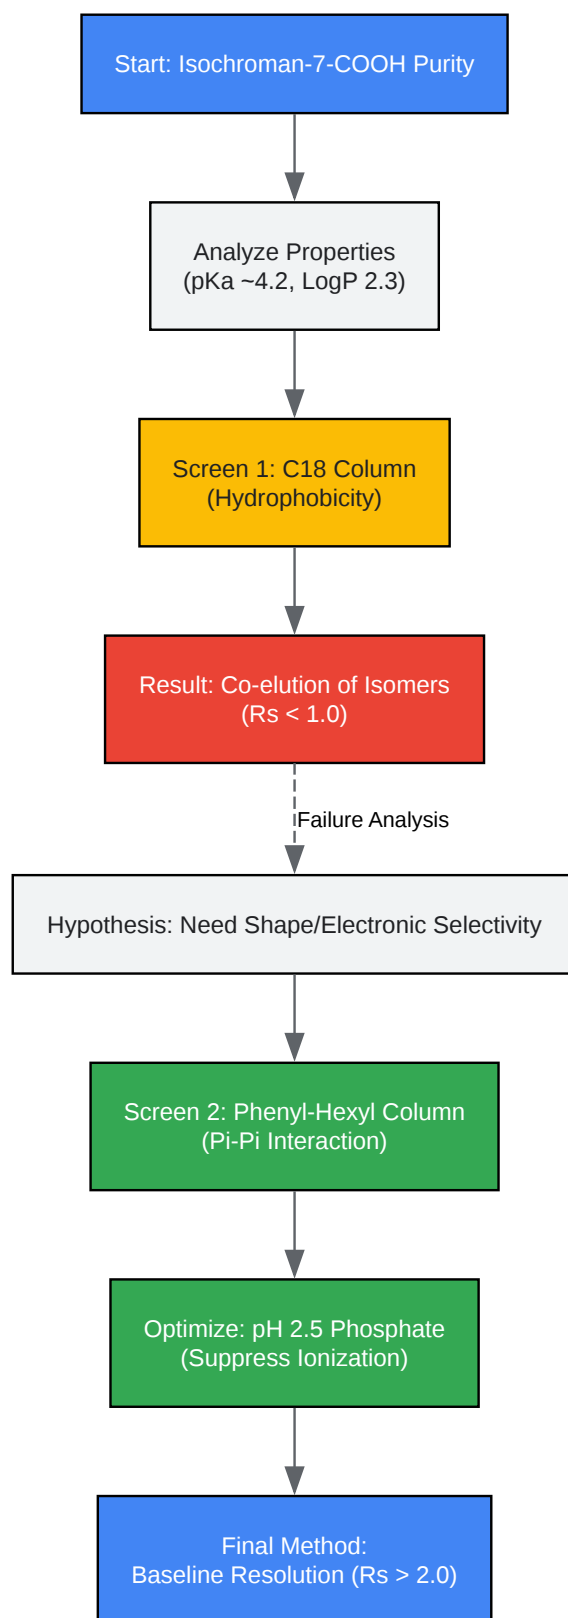 Start: Isochroman-7-COOH Purity
Analyze Properties
(pKa ~4.2, LogP 2.3)
Screen 1: C18 Column
(Hydrophobicity)
Result: Co-elution of Isomers
(Rs < 1.0)
Failure Analysis
Hypothesis: Need Shape/Electronic Selectivity
Screen 2: Phenyl-Hexyl Column
(Pi-Pi Interaction)
Optimize: pH 2.5 Phosphate
(Suppress Ionization)
Final Method:
Baseline Resolution (Rs > 2.0)